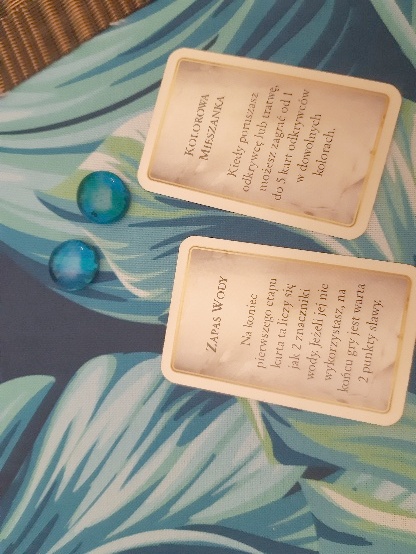 KOLOROWA
MIESZANKA
Kiedy poruszasz
odkrywcę lub tratwę,
możesz zagrać od 1
do 5 kart odkrywców
w dowolnych
kolorach.
ZAPAS WODY
Na koniec
pierwszego etapu
karta ta liczy się
jak 2 znaczniki
wody. Jeżeli jej nie
wykorzystasz, na
końcu gry jest warta
2 punkty sławy.